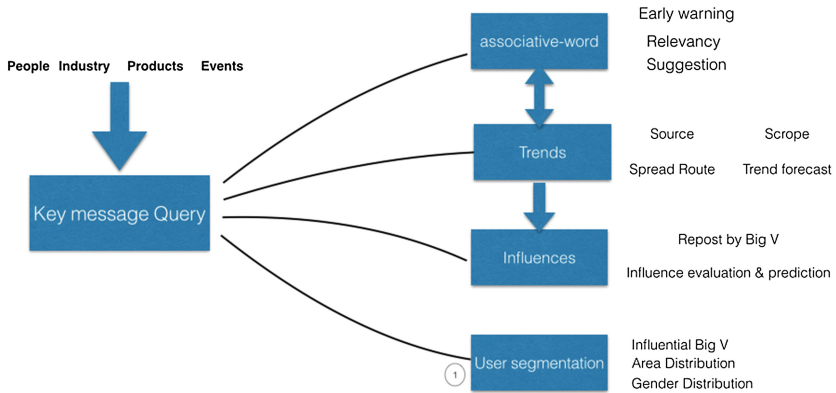 People Industry Products Events
Key message Query
associative-word
Early warning
Relevancy
Suggestion
Trends
Source Scrope
Spread Route Trend forecast
Influences
Repost by Big V
Influence evaluation & prediction
User segmentation
1
Influential Big V
Area Distribution
Gender Distribution